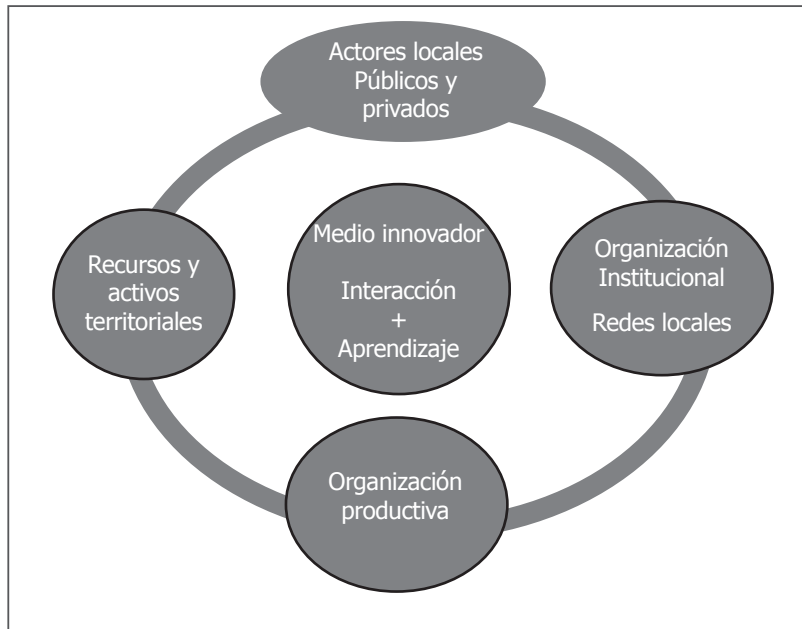 Actores locales
Públicos y
privados
Recursos y
activos
territoriales
Medio innovador
Interacción
+
Aprendizaje
Organización
Institucional
Redes locales
Organización
productiva